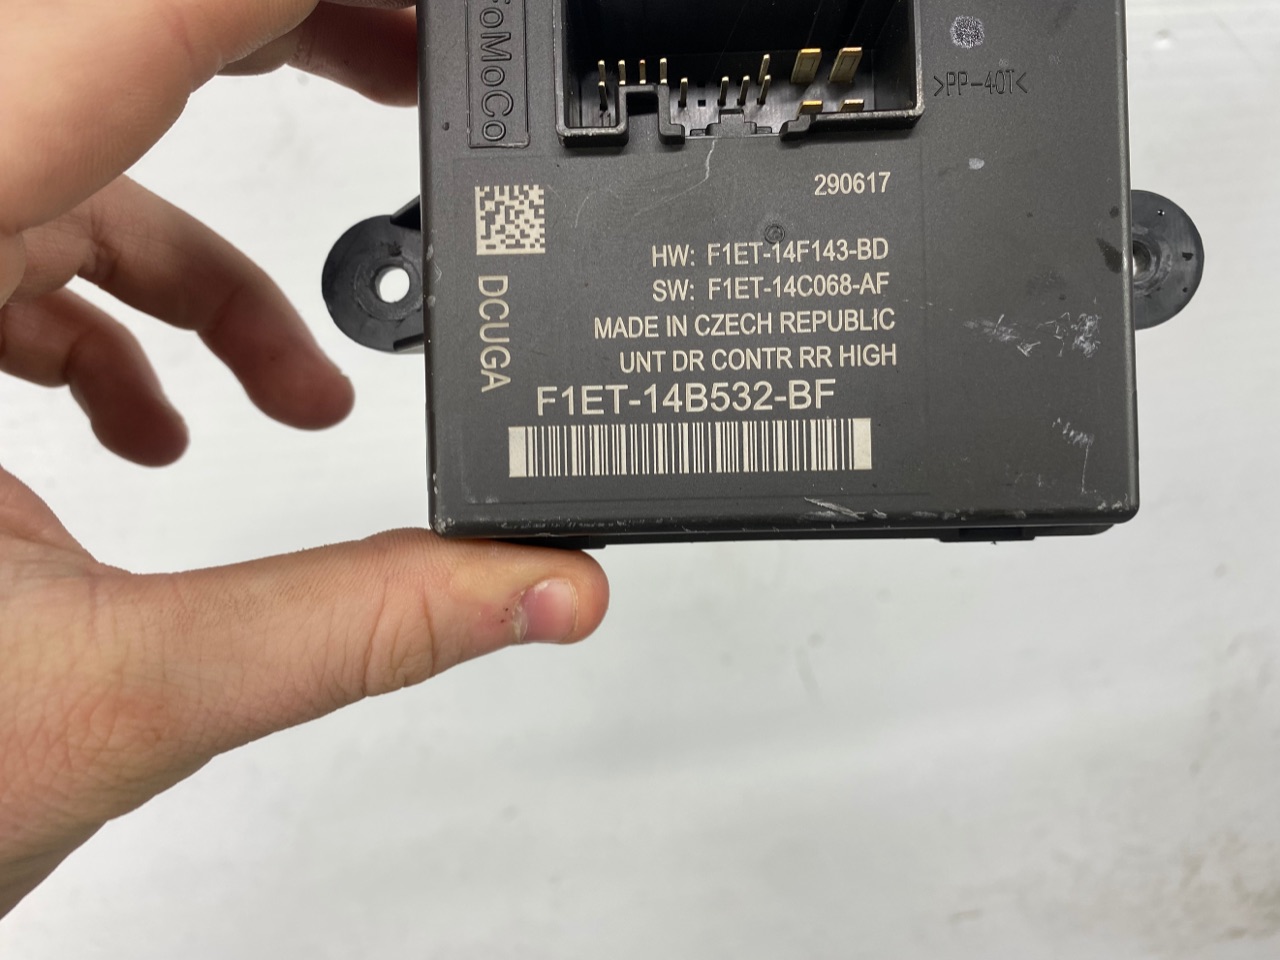 FoMoCo
>PP-40T<
290617
HW: F1ET-14F143-BD
SW: F1ET-14C068-AF
MADE IN CZECH REPUBLIC
UNT DR CONTR RR HIGH
DCUGA
F1ET-14B532-BF